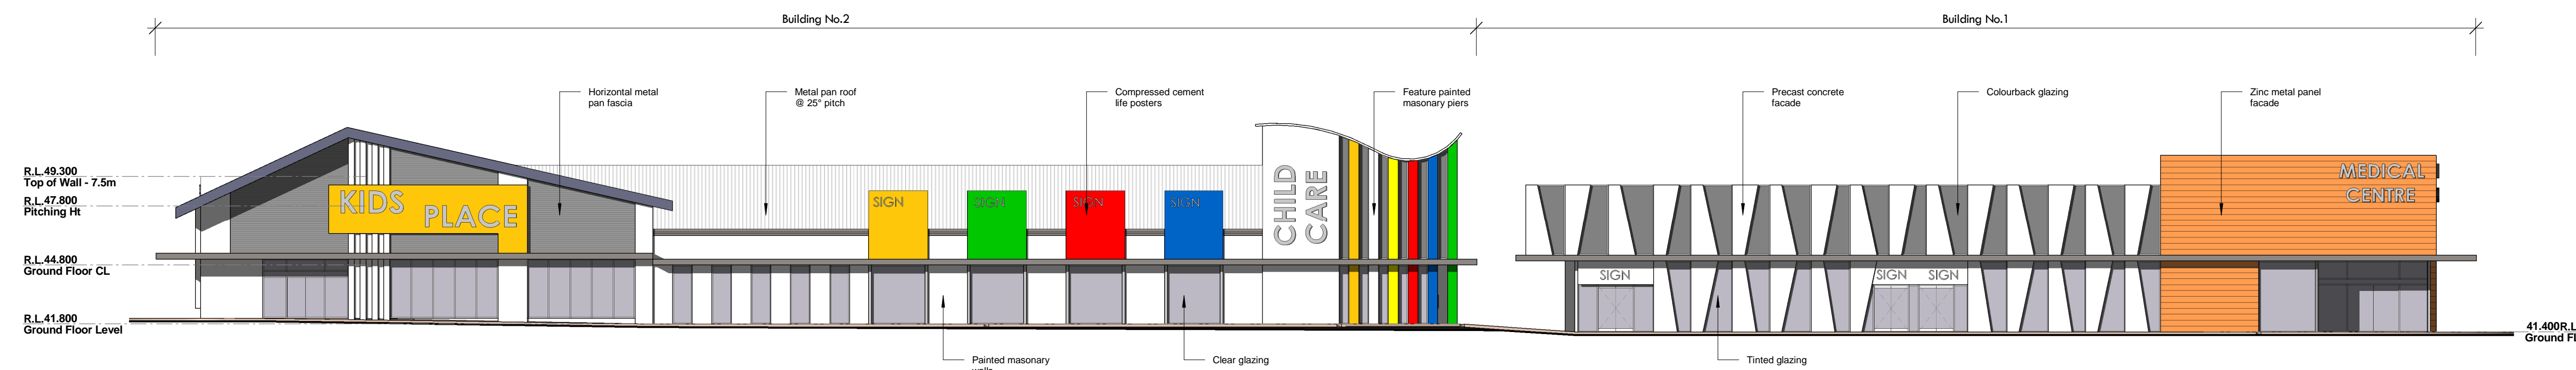 Building No.2
Building No.1
Horizontal metal
pan fascia
Metal pan roof
@ 25° pitch
Compressed cement
life posters
Feature painted
masonary piers
Precast concrete
facade
Colourback glazing
Zinc metal panel
facade
R.L.49.300
Top of Wall - 7.5m
R.L.47.800
Pitching Ht
R.L.44.800
Ground Floor CL
R.L.41.800
Ground Floor Level
KIDS
PLACE
SIGN
SIGN
SIGN
SIGN
CHILD
CARE
MEDICAL
CENTRE
SIGN
SIGN
SIGN
41.400R.L
Ground Fl
Painted masonary
walls
Clear glazing
Tinted glazing